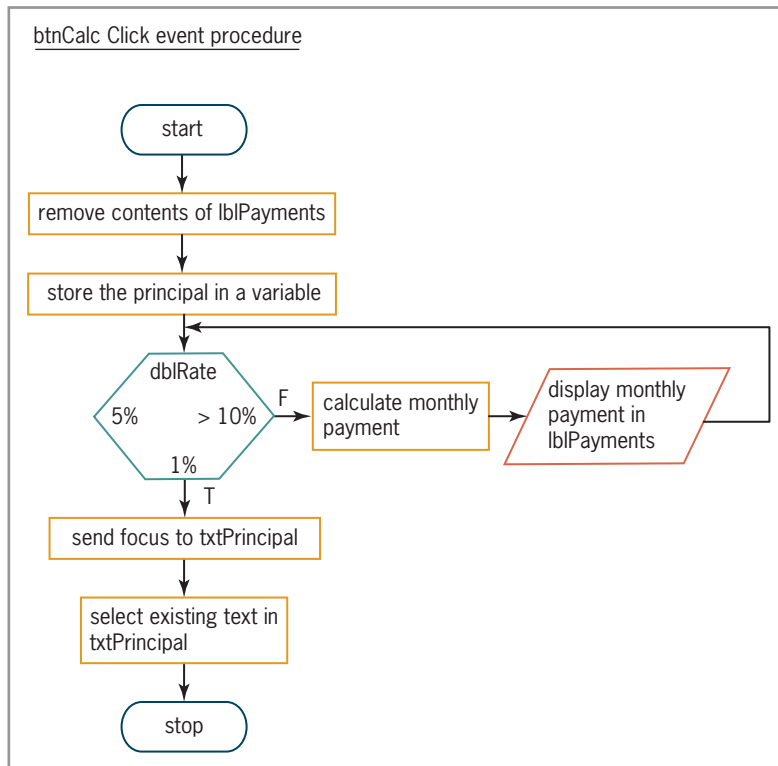 btnCalc Click event procedure
start
remove contents of lblPayments
store the principal in a variable
dblRate
5%
> 10%
1%
F
calculate monthly
payment
display monthly
payment in
lblPayments
T
send focus to txtPrincipal
select existing text in
txtPrincipal
stop